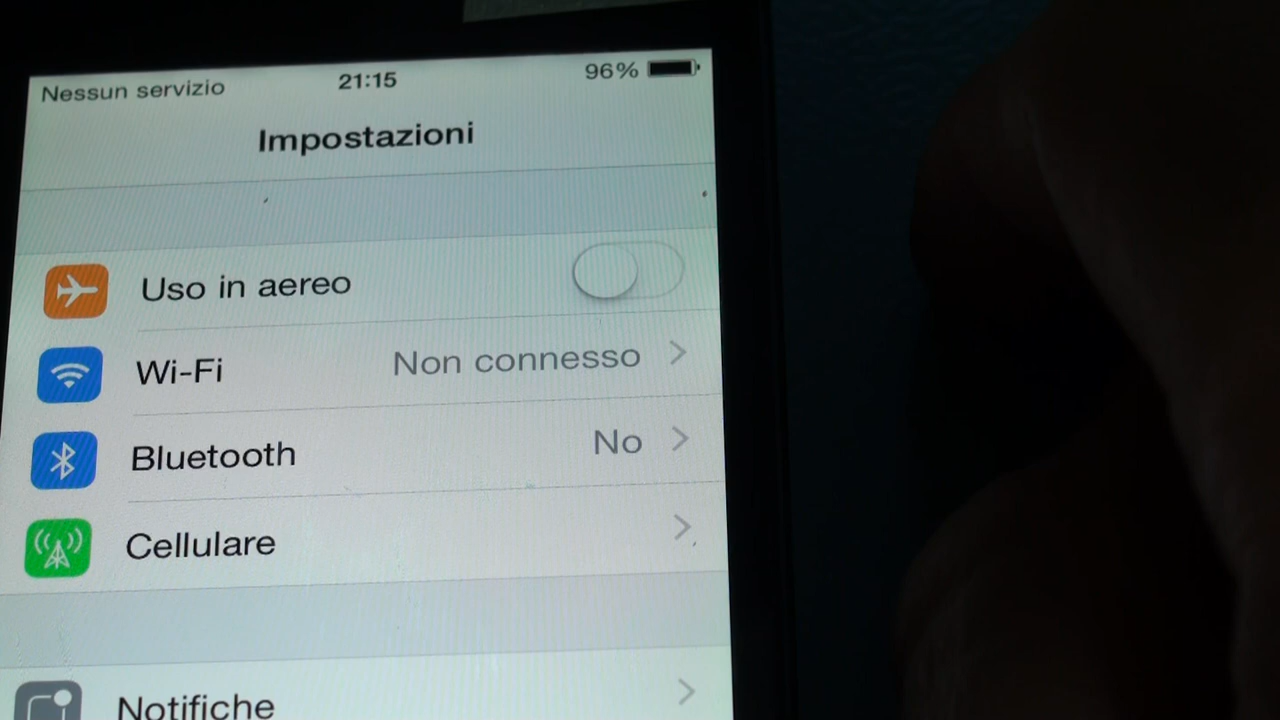 Nessun servizio 21:15 96%
Impostazioni
Uso in aereo
Wi-Fi Non connesso
Bluetooth No
Cellulare
Notifiche